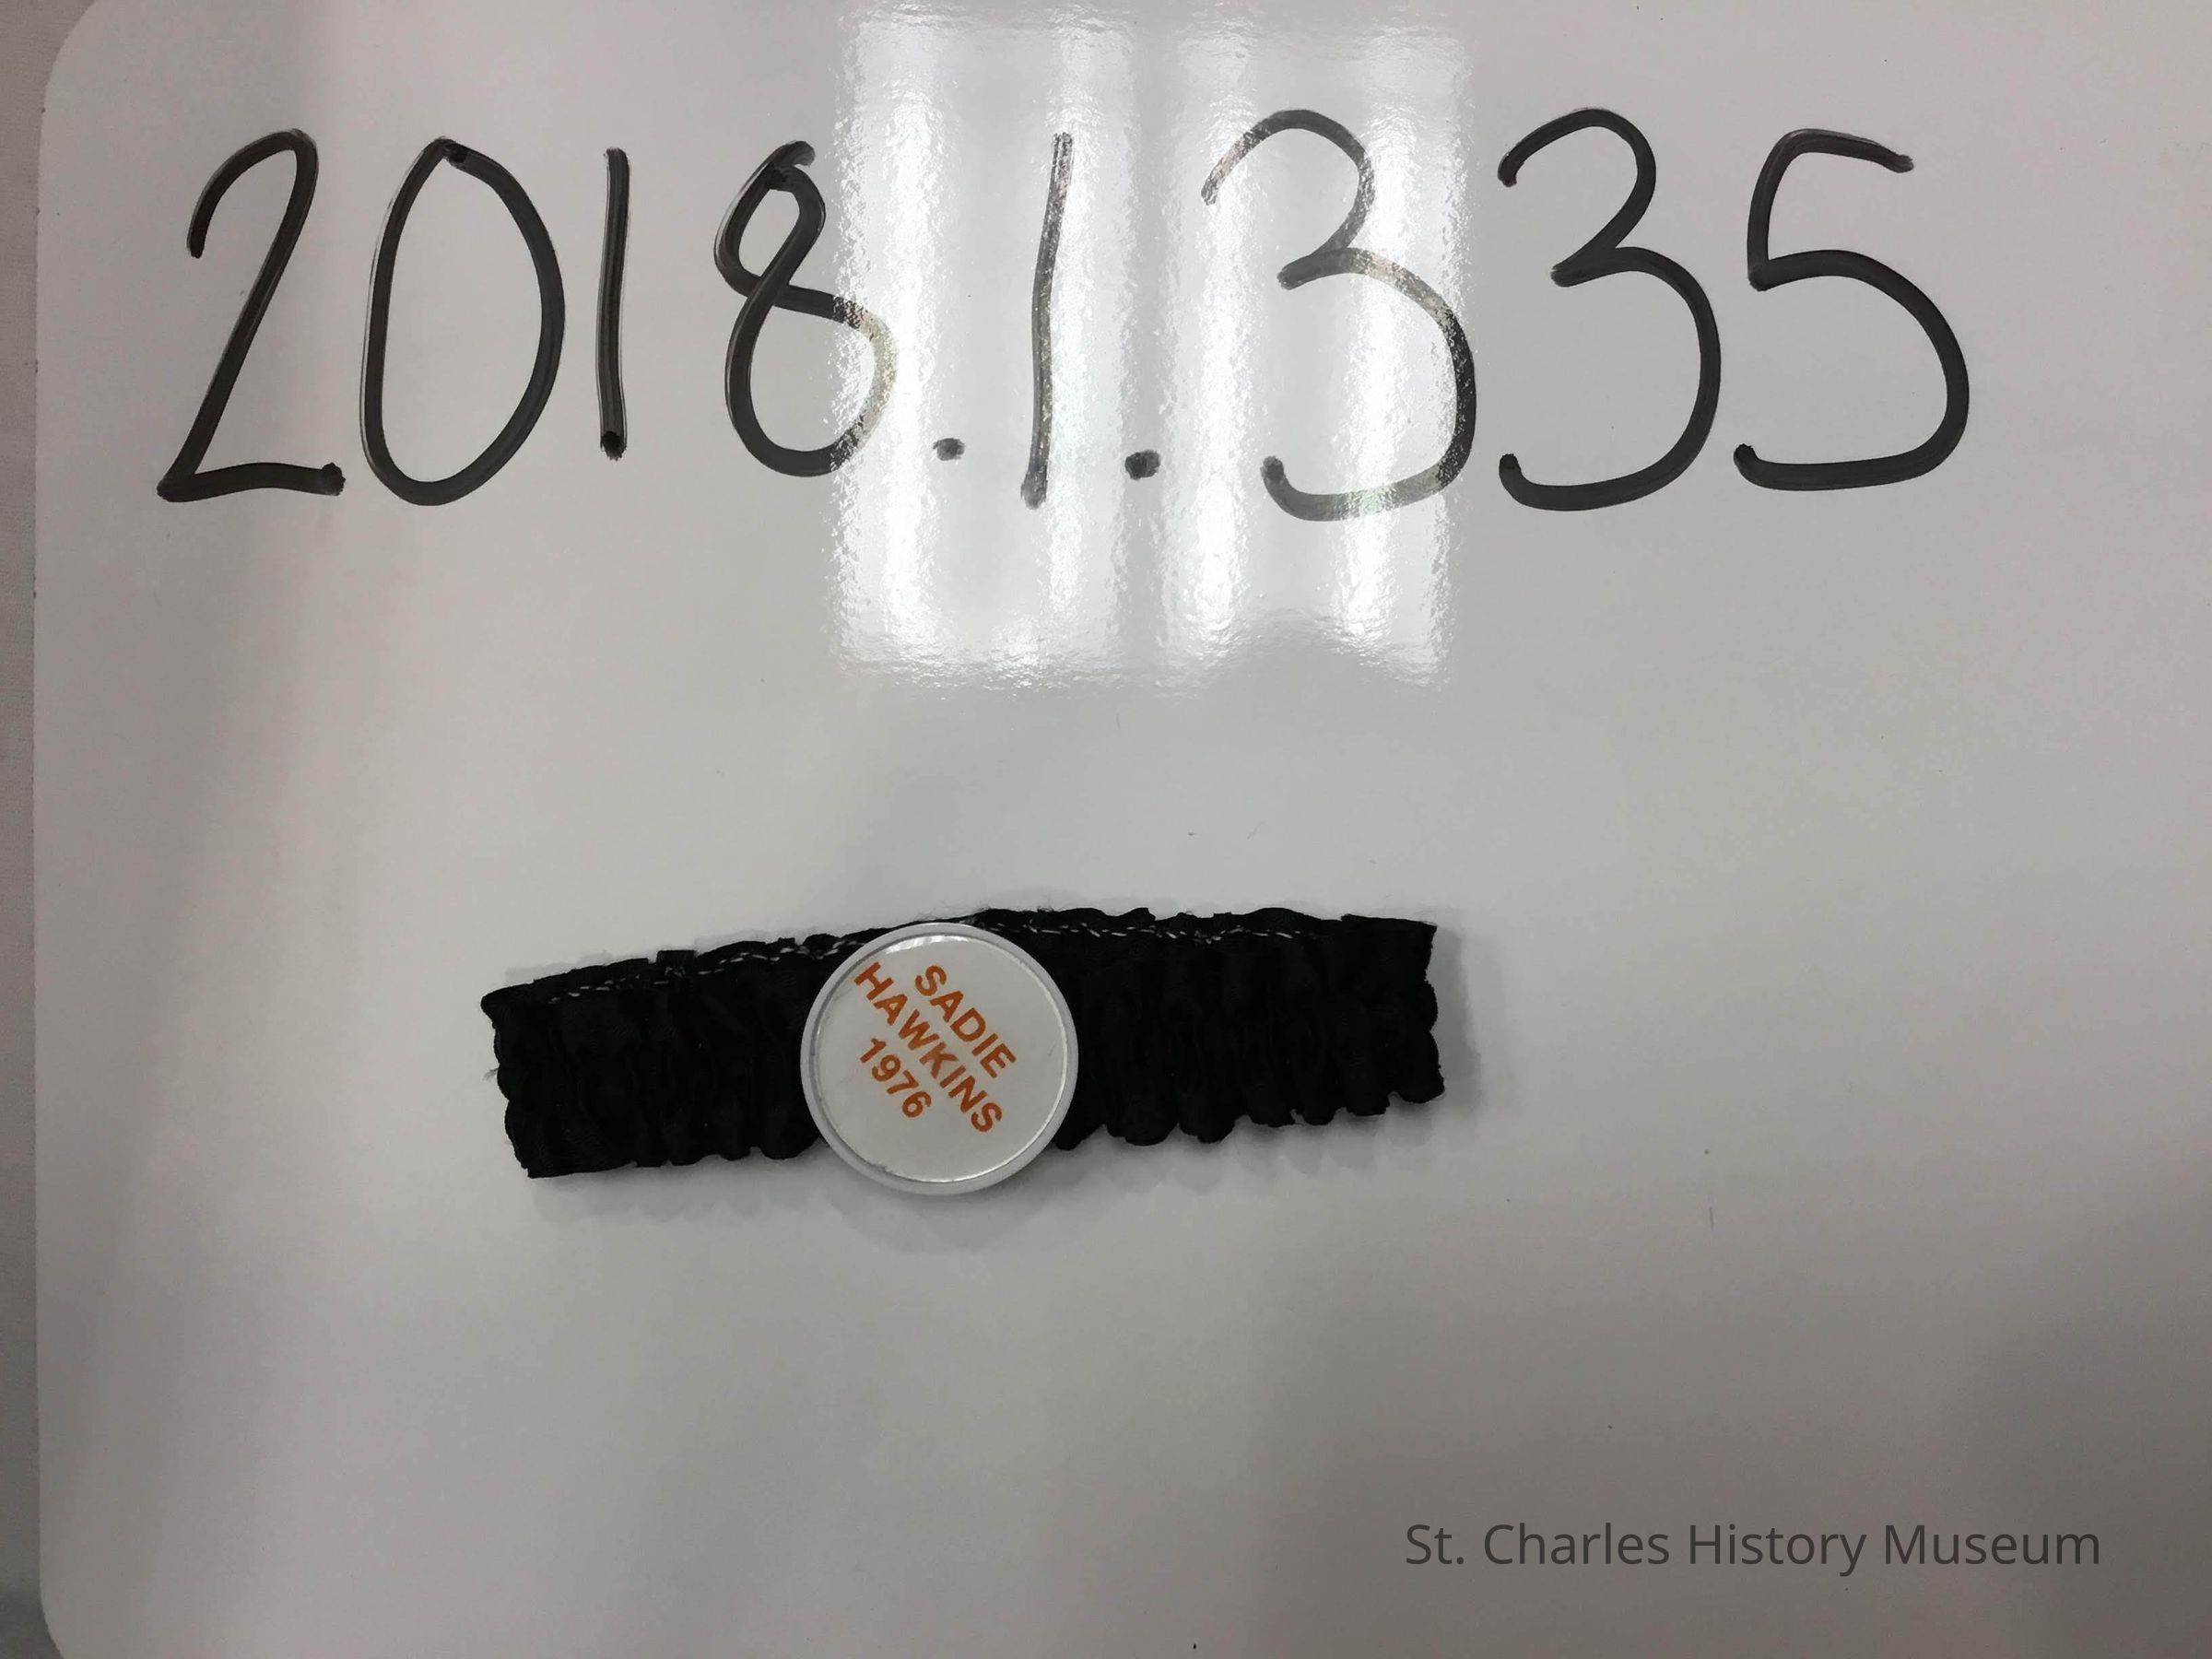 2018.1.335
SADIE
HAWKINS
1976
St. Charles History Museum